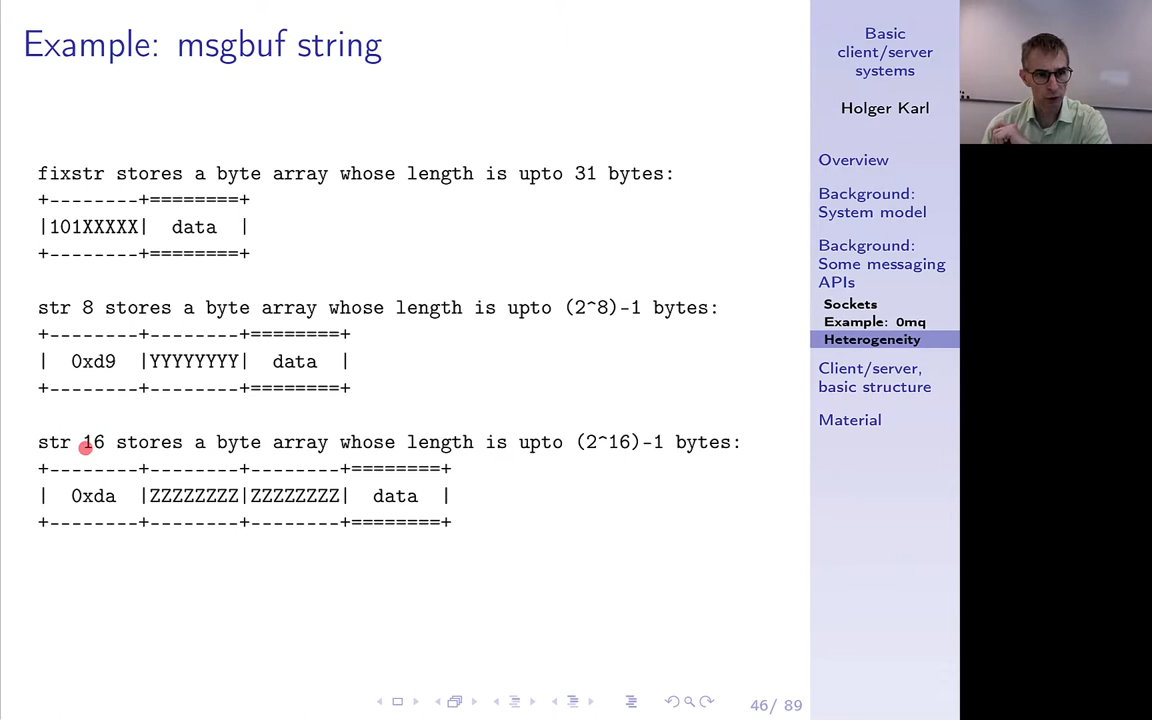 Example: msgbuf string
fixstr stores a byte array whose length is upto 31 bytes:
+--------+========+
|101XXXXX|  data  |
+--------+========+
str 8 stores a byte array whose length is upto (2^8)-1 bytes:
+--------+--------+========+
|  0xd9  |YYYYYYYY|  data  |
+--------+--------+========+
str 16 stores a byte array whose length is upto (2^16)-1 bytes:
+--------+--------+--------+========+
|  0xda  |ZZZZZZZZ|ZZZZZZZZ|  data  |
+--------+--------+--------+========+
46/ 89
Basic
client/server
systems
Holger Karl
Overview
Background:
System model
Background:
Some messaging
APIs
Sockets
Example: 0mq
Heterogeneity
Client/server,
basic structure
Material